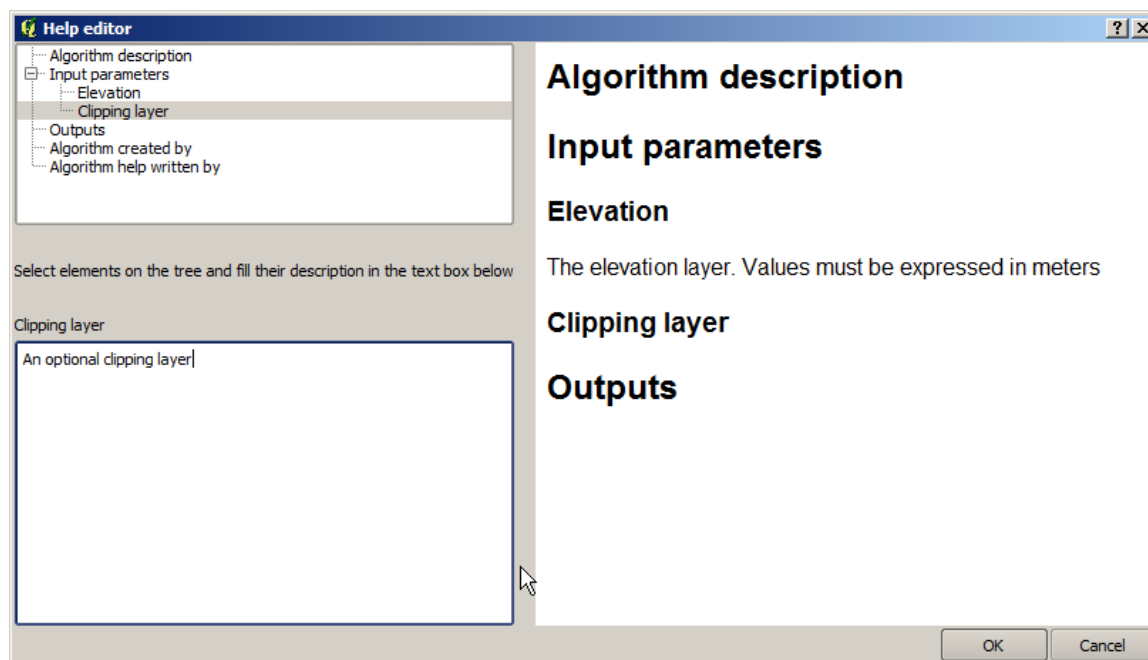 Help editor
Algorithm description
Input parameters
Elevation
Clipping layer
Outputs
Algorithm created by
Algorithm help written by
Select elements on the tree and fill their description in the text box below
Clipping layer
An optional clipping layer
Algorithm description
Input parameters
Elevation
The elevation layer. Values must be expressed in meters
Clipping layer
Outputs
OK
Cancel